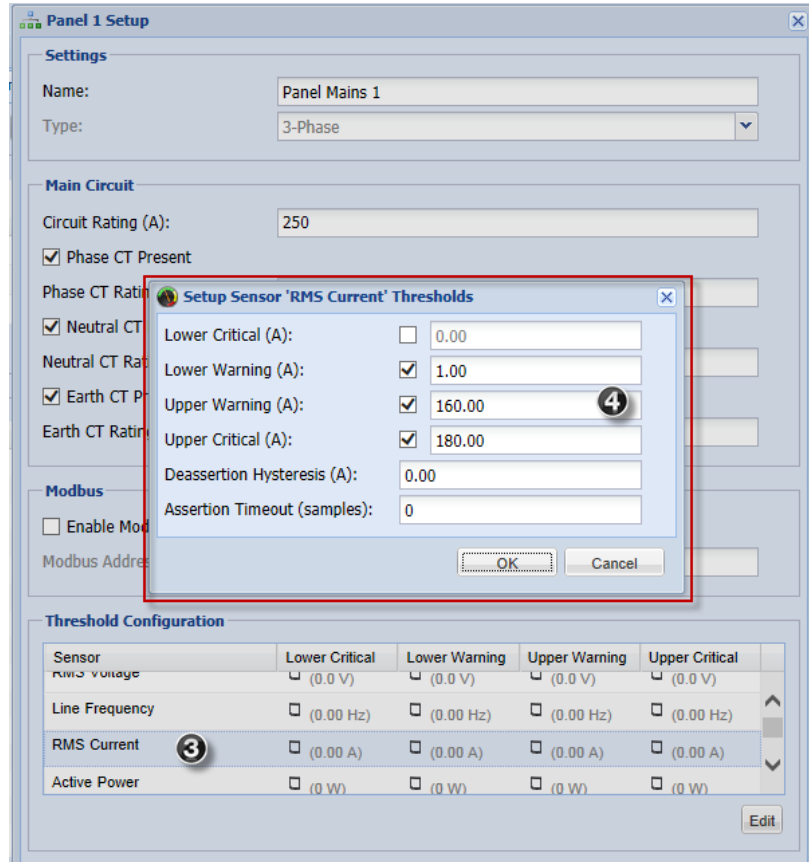 Panel 1 Setup
Settings
Name: Panel Mains 1
Type: 3-Phase
Main Circuit
Circuit Rating (A): 250
Phase CT Present
Phase CT
Neutral CT
Neutral CT
Earth CT
Earth CT
Setup Sensor 'RMS Current' Thresholds
Lower Critical (A): 0.00
Lower Warning (A): 1.00
Upper Warning (A): 160.00 4
Upper Critical (A): 180.00
Deassertion Hysteresis (A): 0.00
Assertion Timeout (samples): 0
OK Cancel
Modbus
Enable
Modbus
Threshold Configuration
Sensor Lower Critical Lower Warning Upper Warning Upper Critical
RMS Voltage (0.0 V) (0.0 V) (0.0 V) (0.0 V)
Line Frequency (0.00 Hz) (0.00 Hz) (0.00 Hz) (0.00 Hz)
RMS Current 3 (0.00 A) (0.00 A) (0.00 A) (0.00 A)
Active Power (0 W) (0 W) (0 W) (0 W)
Edit